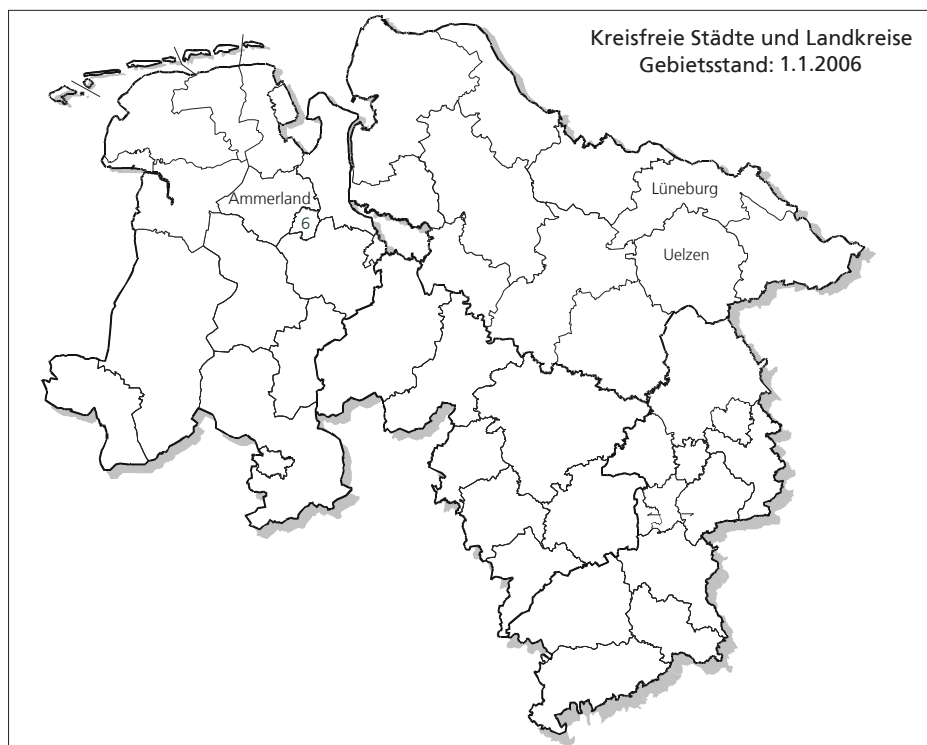 Kreisfreie Städte und Landkreise
Gebietsstand: 1.1.2006
Ammerland
6
Lüneburg
Uelzen